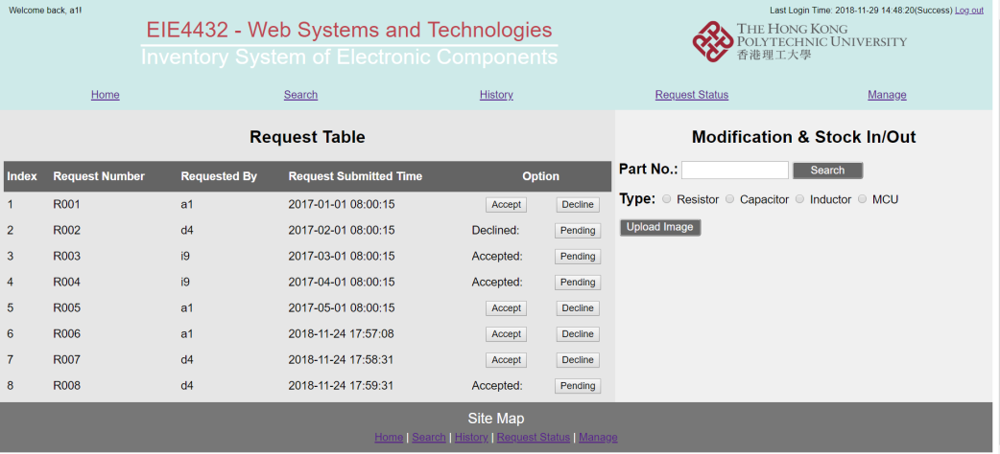 Welcome back, a1!
Last Login Time: 2018-11-29 14:48:20(Success) Log out
EIE4432 - Web Systems and Technologies
Inventory System of Electronic Components
THE HONG KONG
POLYTECHNIC UNIVERSITY
香港理工大學
Home Search History Request Status Manage
Request Table
Index Request Number Requested By Request Submitted Time Option
1 R001 a1 2017-01-01 08:00:15 Accept Decline
2 R002 d4 2017-02-01 08:00:15 Declined: Pending
3 R003 i9 2017-03-01 08:00:15 Accepted: Pending
4 R004 i9 2017-04-01 08:00:15 Accepted: Pending
5 R005 a1 2017-05-01 08:00:15 Accept Decline
6 R006 a1 2018-11-24 17:57:08 Accept Decline
7 R007 d4 2018-11-24 17:58:31 Accept Decline
8 R008 d4 2018-11-24 17:59:31 Accepted: Pending
Modification & Stock In/Out
Part No.: Search
Type: Resistor Capacitor Inductor MCU
Upload Image
Site Map
Home | Search | History | Request Status | Manage